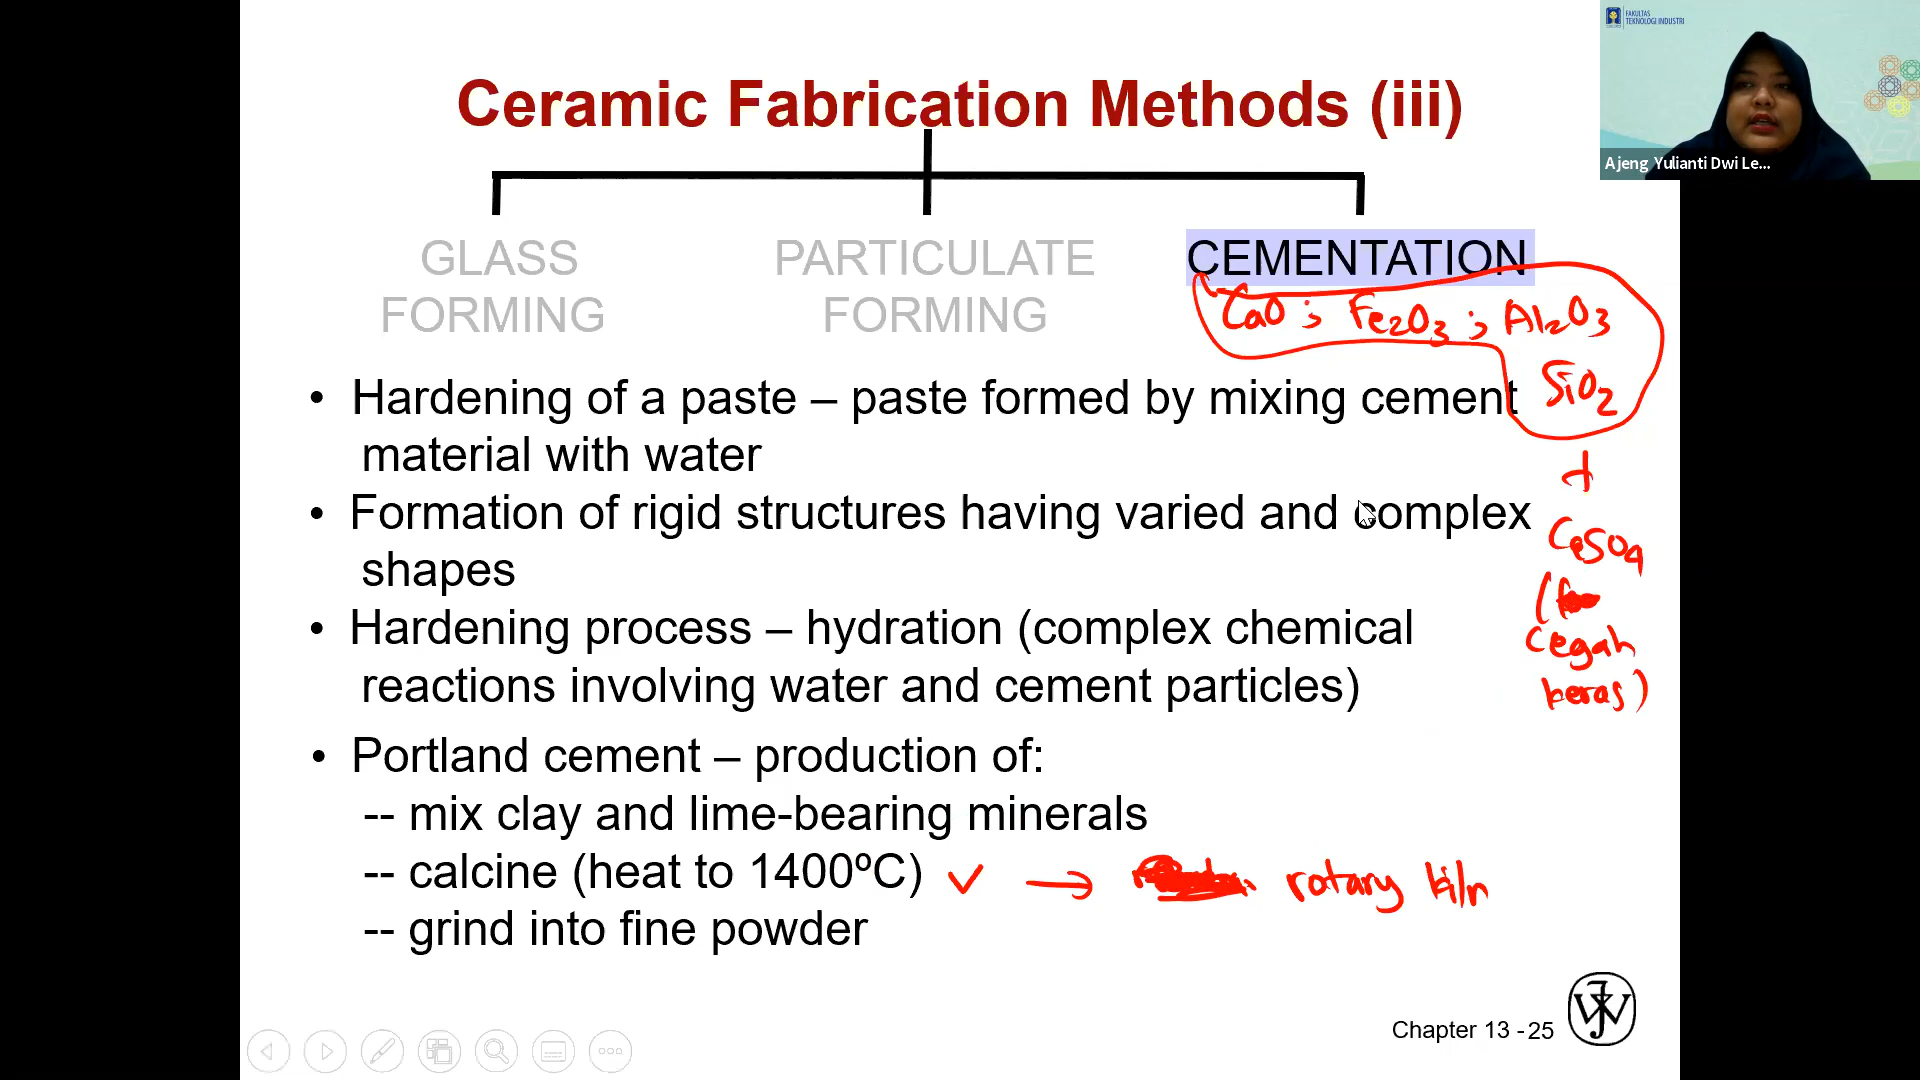 FAKULTAS
TEKNOLOGI INDUSTRI
Ajeng Yulianti Dwi Le...
Ceramic Fabrication Methods (iii)
GLASS
FORMING
PARTICULATE
FORMING
CEMENTATION
CaO ; Fe2O3 ; Al2O3
SiO2
+
CaSO4
(
cegah
keras)
• Hardening of a paste – paste formed by mixing cement
material with water
• Formation of rigid structures having varied and complex
shapes
• Hardening process – hydration (complex chemical
reactions involving water and cement particles)
• Portland cement – production of:
-- mix clay and lime-bearing minerals
-- calcine (heat to 1400ºC) ✓ → rotary kiln
-- grind into fine powder
Chapter 13 - 25